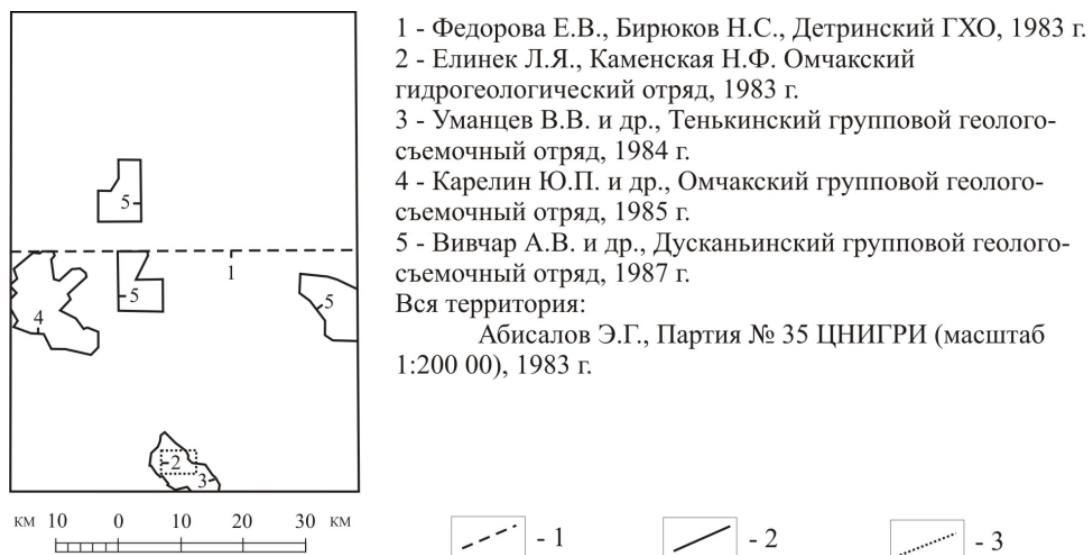 1 - Федорова Е.В., Бирюков Н.С., Детринский ГХО, 1983 г.
2 - Елинек Л.Я., Каменская Н.Ф. Омчакский
гидрогеологический отряд, 1983 г.
3 - Уманцев В.В. и др., Тенькинский групповой геолого-
съемочный отряд, 1984 г.
4 - Карелин Ю.П. и др., Омчакский групповой геолого-
съемочный отряд, 1985 г.
5 - Вивчар А.В. и др., Дусканьинский групповой геолого-
съемочный отряд, 1987 г.
Вся территория:
Абисалов Э.Г., Партия № 35 ЦНИГРИ (масштаб
1:200 00), 1983 г.
5
1
5
5
4
2
3
км 10 0 10 20 30 км
- 1 - 2 - 3